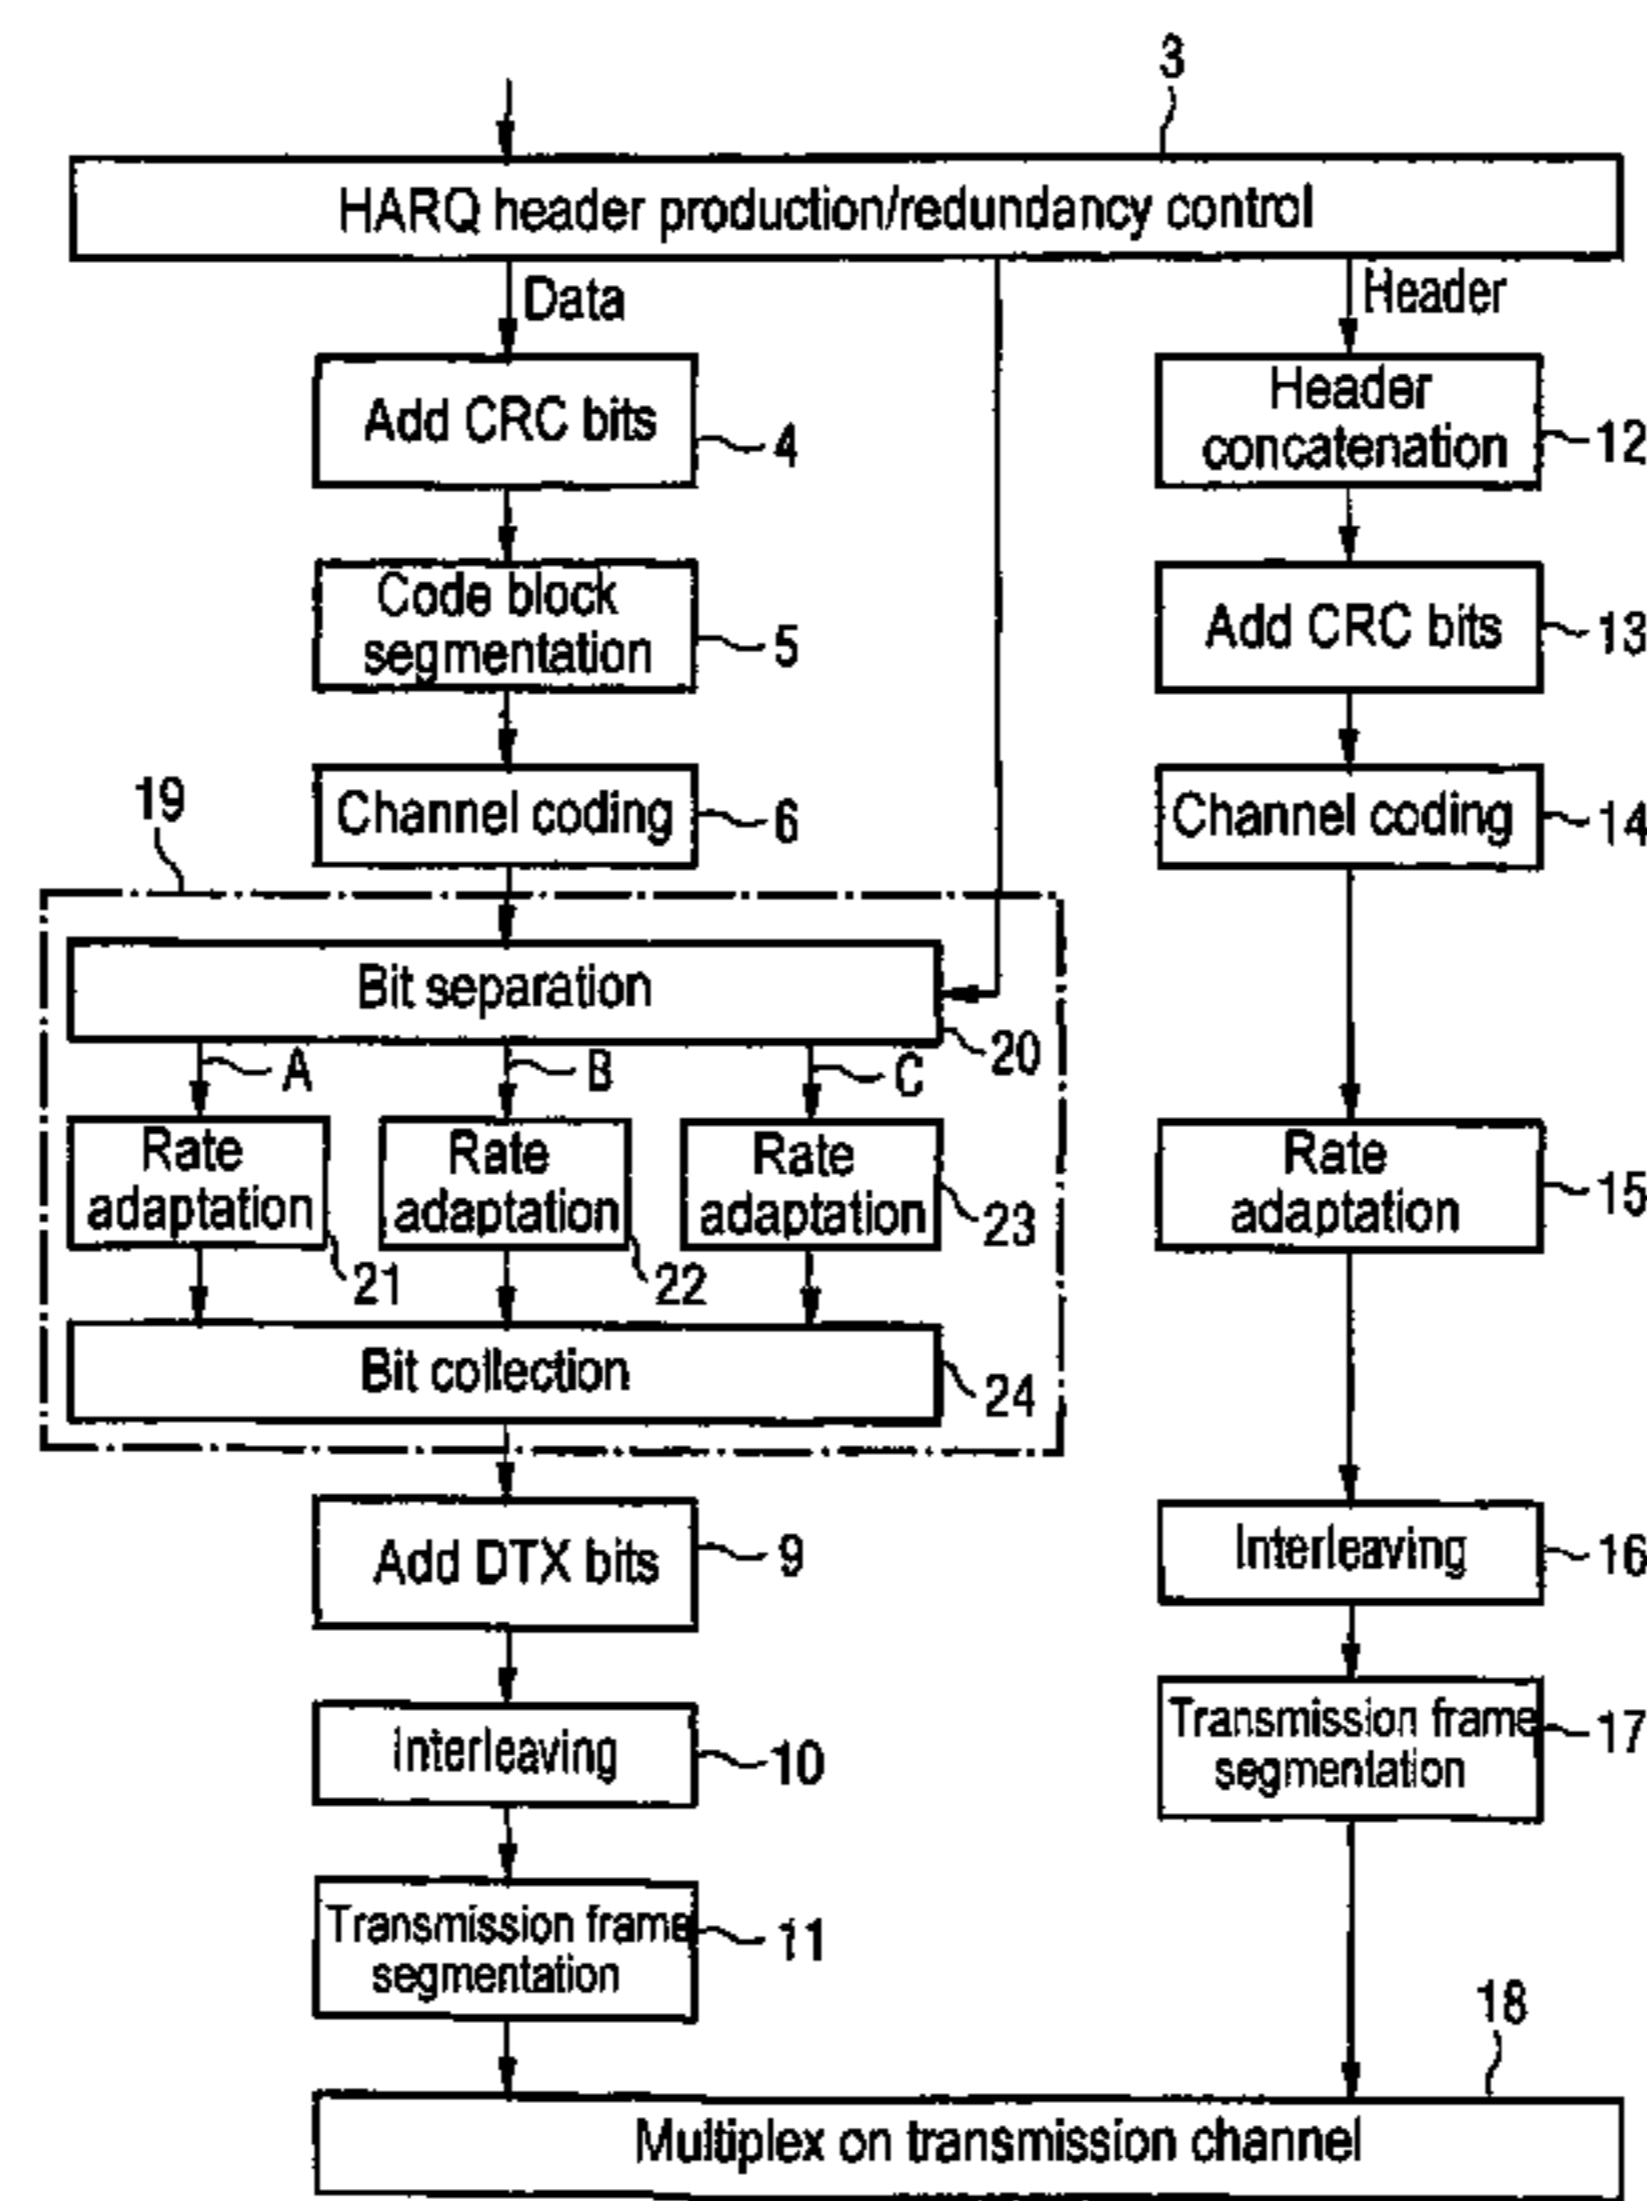 3
HARQ header production/redundancy control
Data
Header
Add CRC bits
4
Header
concatenation
12
Code block
segmentation
5
Add CRC bits
13
19
Channel coding
6
Channel coding
14
Bit separation
20
A
B
C
Rate
adaptation
21
Rate
adaptation
22
Rate
adaptation
23
Rate
adaptation
15
Bit collection
24
Add DTX bits
9
Interleaving
16
Interleaving
10
Transmission frame
segmentation
17
Transmission frame
segmentation
11
18
Multiplex on transmission channel